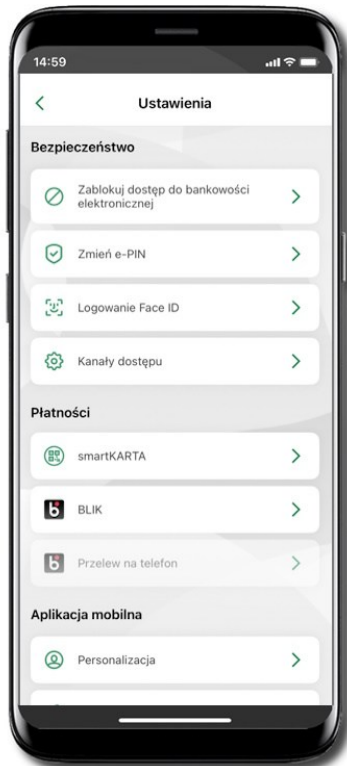 14:59
Ustawienia
Bezpieczeństwo
Zablokuj dostęp do bankowości
elektronicznej
Zmień e-PIN
Logowanie Face ID
Kanały dostępu
Płatności
smartKARTA
BLIK
Przelew na telefon
Aplikacja mobilna
Personalizacja